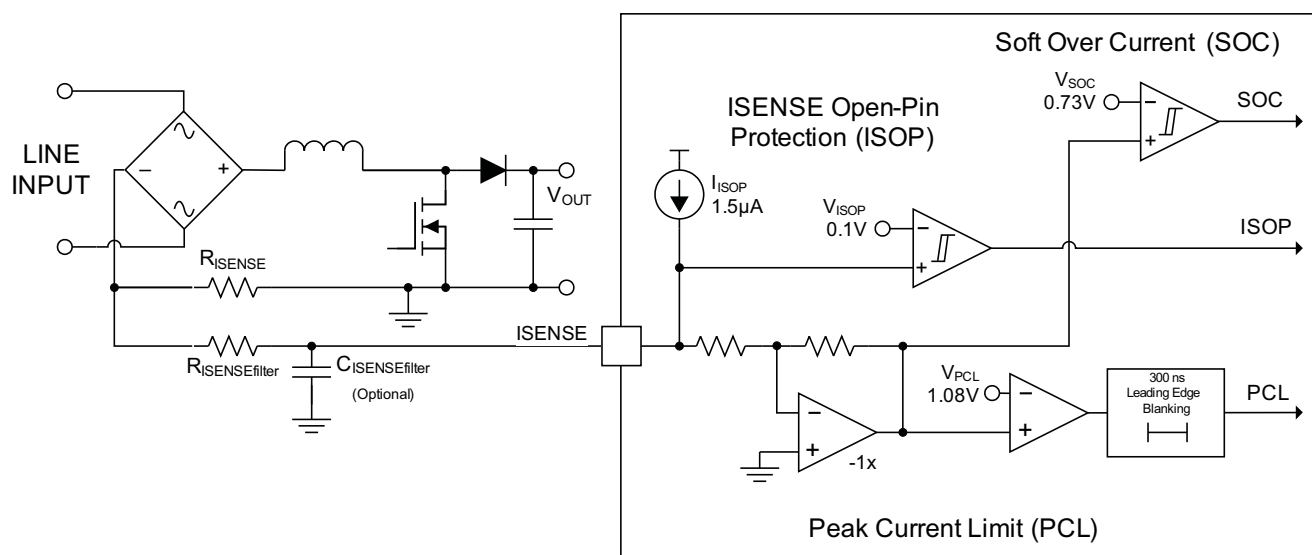 Soft Over Current (SOC)
VSOC
0.73V
SOC
ISENSE Open-Pin
Protection (ISOP)
LINE
INPUT
VOUT
IISOP
1.5µA
VISOP
0.1V
ISOP
RISENSE
ISENSE
RISENSEfilter
CISENSEfilter
(Optional)
VPCL
1.08V
300 ns
Leading Edge
Blanking
PCL
-1x
Peak Current Limit (PCL)